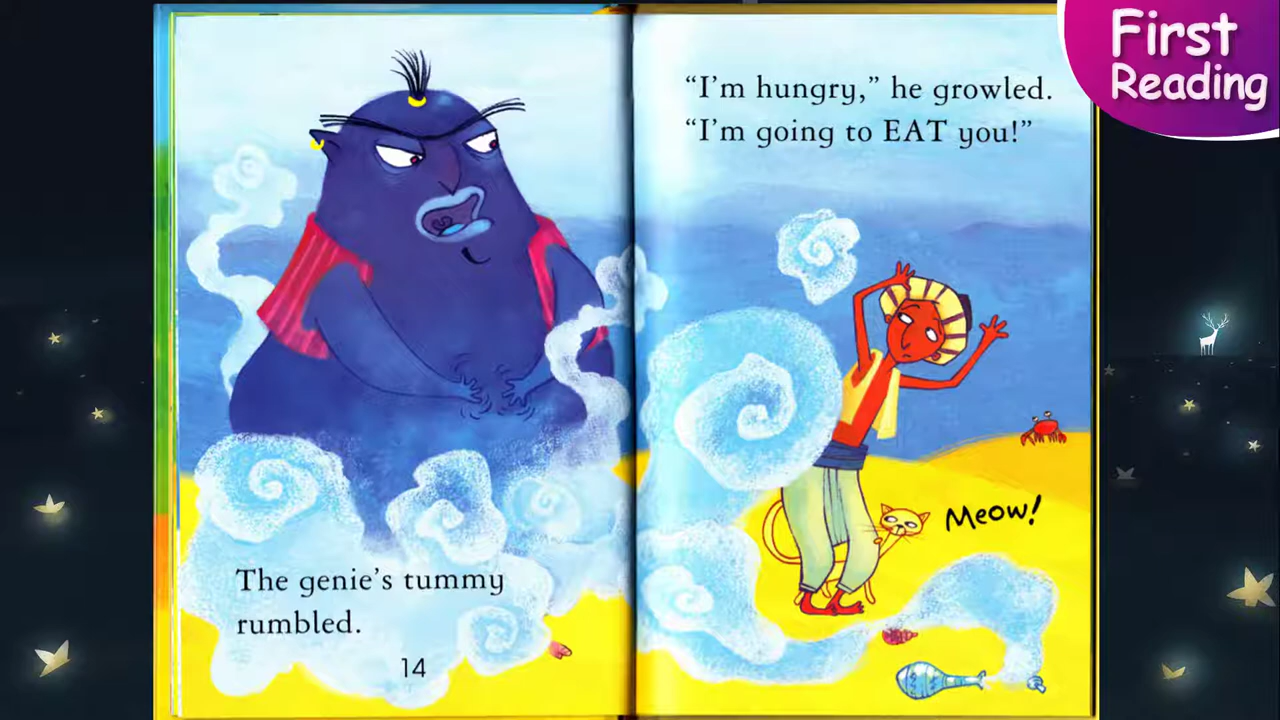 The genie's tummy
rumbled.
14
“I'm hungry,” he growled.
“I'm going to EAT you!”
Meow!
First
Reading